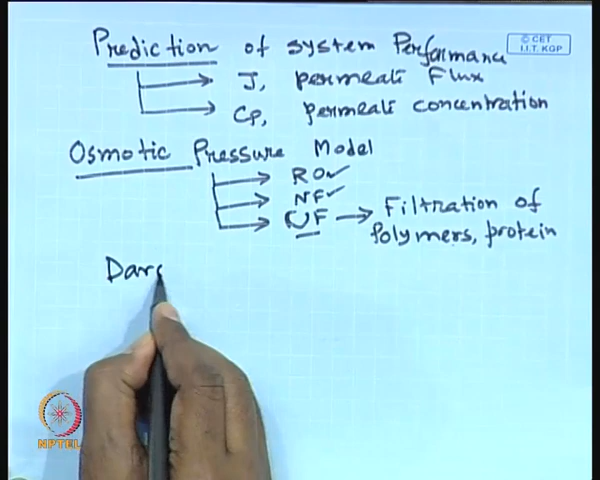 Prediction of system Performance
© CET
I.I.T. KGP
J, permeate Flux
Cp, permeate concentration
Osmotic Pressure Model
RO✓
NF✓
UF → Filtration of
Polymers, protein
Darc
NPTEL